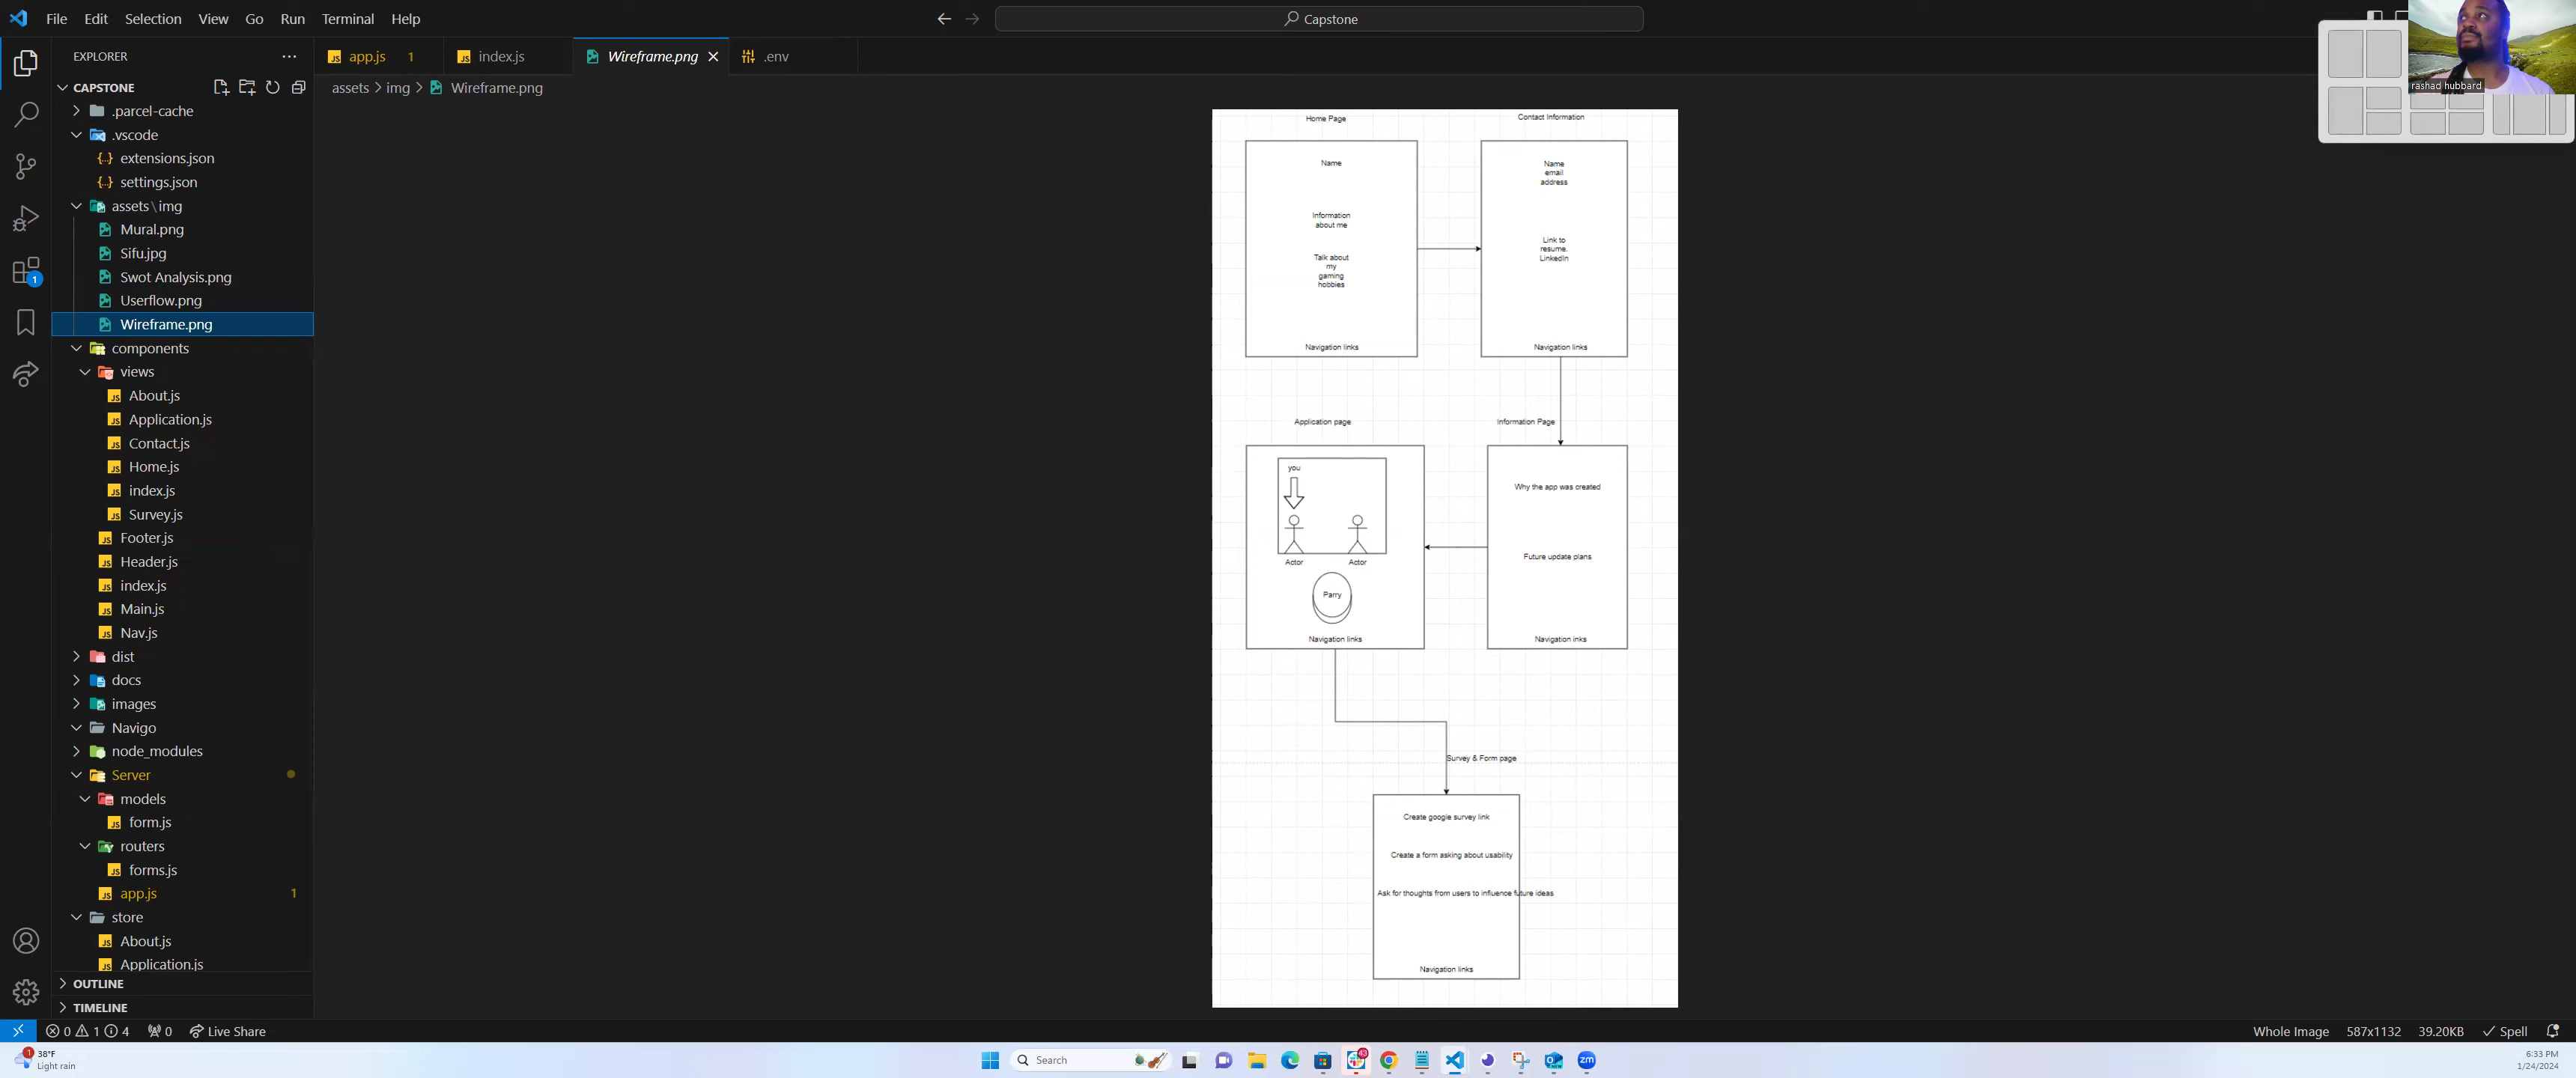 File Edit Selection View Go Run Terminal Help
Capstone
rashad hubbard
EXPLORER
app.js 1
index.js
Wireframe.png
.env
CAPSTONE
assets > img > Wireframe.png
.parcel-cache
.vscode
extensions.json
settings.json
assets\img
Mural.png
Sifu.jpg
Swot Analysis.png
Userflow.png
Wireframe.png
components
views
About.js
Application.js
Contact.js
Home.js
index.js
Survey.js
Footer.js
Header.js
index.js
Main.js
Nav.js
dist
docs
images
Navigo
node_modules
Server
models
form.js
routers
forms.js
app.js 1
store
About.js
Application.js
OUTLINE
TIMELINE
Home Page
Name
Information
about me
Talk about
my
gaming
hobbies
Navigation links
Contact Information
Name
email
address
Link to
resume.
LinkedIn
Navigation links
Application page
you
Actor
Actor
Parry
Navigation links
Information Page
Why the app was created
Future update plans
Navigation inks
Survey & Form page
Create google survey link
Create a form asking about usability
Ask for thoughts from users to influence future ideas
Navigation links
0 1 4 0 Live Share
Whole Image 587x1132 39.20KB Spell
1
38°F
Light rain
Search
43
zm
6:33 PM
1/24/2024